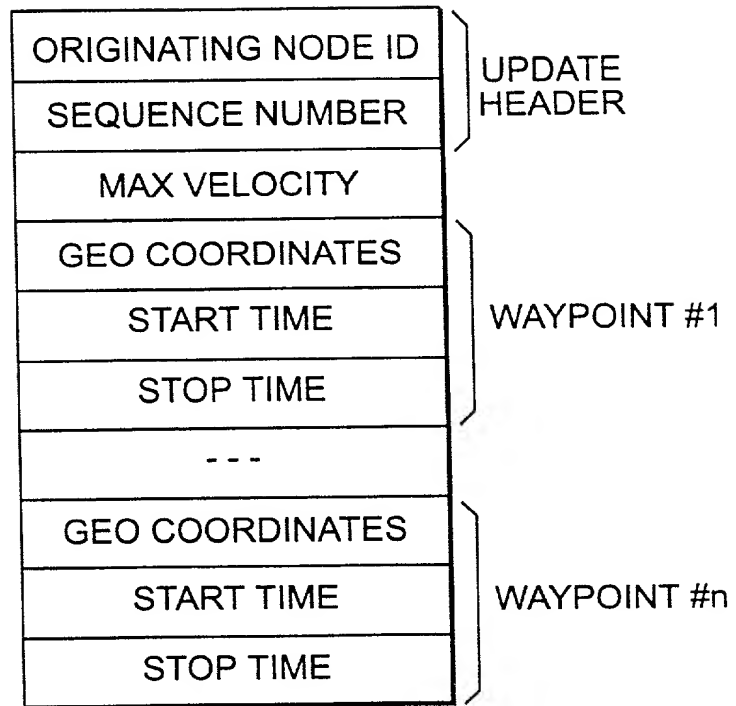 ORIGINATING NODE ID
SEQUENCE NUMBER
UPDATE
HEADER
MAX VELOCITY
GEO COORDINATES
START TIME
STOP TIME
WAYPOINT #1
- - -
GEO COORDINATES
START TIME
STOP TIME
WAYPOINT #n